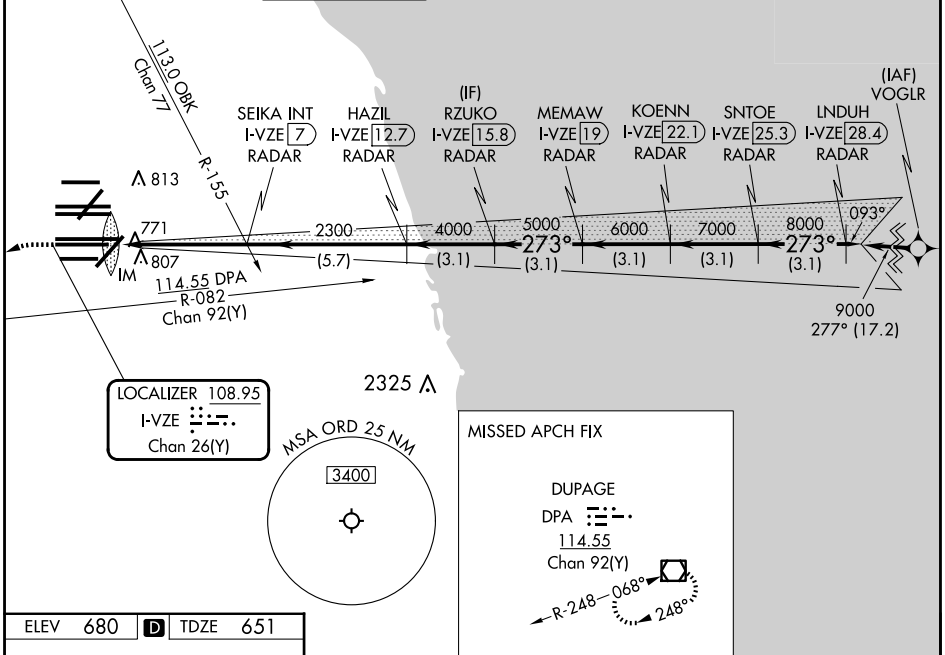 113.0 OBK
Chan 77
R-155
SEIKA INT
I-VZE 7
RADAR
HAZIL
I-VZE 12.7
RADAR
(IF)
RZUKO
I-VZE 15.8
RADAR
MEMAW
I-VZE 19
RADAR
KOENN
I-VZE 22.1
RADAR
SNTOE
I-VZE 25.3
RADAR
LNDUH
I-VZE 28.4
RADAR
(IAF)
VOGLR
813
771
807
IM
2300
4000
5000
6000
7000
8000
093°
273°
273°
(5.7)
(3.1)
(3.1)
(3.1)
(3.1)
(3.1)
9000
277° (17.2)
114.55 DPA
R-082
Chan 92(Y)
LOCALIZER 108.95
I-VZE
Chan 26(Y)
2325
MSA ORD 25 NM
3400
MISSED APCH FIX
DUPAGE
DPA
114.55
Chan 92(Y)
R-248
068°
248°
ELEV 680 D TDZE 651